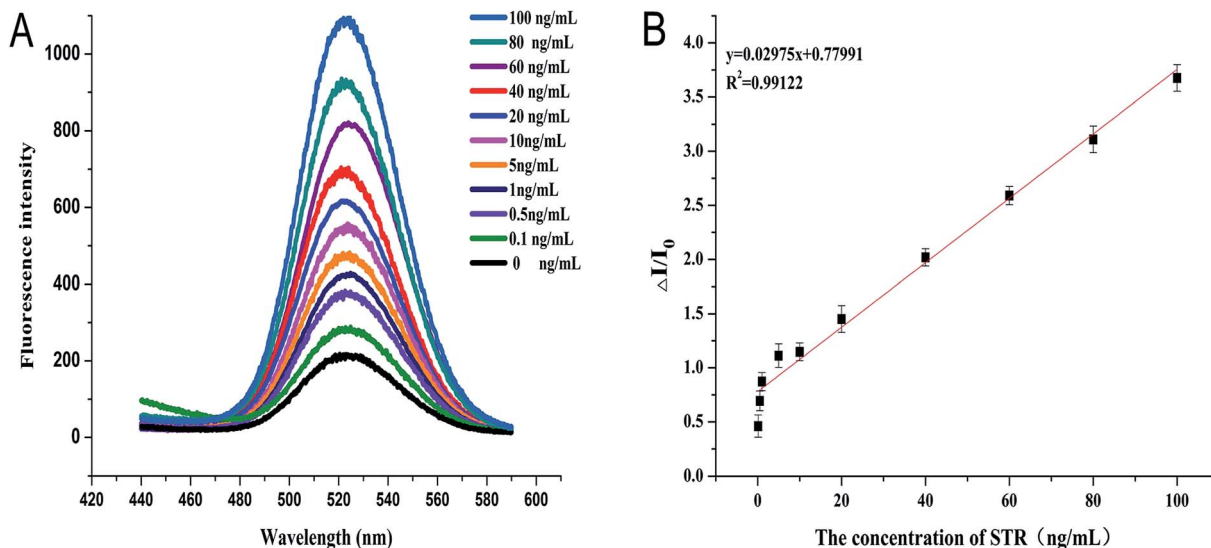 A
Fluorescence intensity
1000
800
600
400
200
0
420 440 460 480 500 520 540 560 580 600
Wavelength (nm)
100 ng/mL
80 ng/mL
60 ng/mL
40 ng/mL
20 ng/mL
10ng/mL
5ng/mL
1ng/mL
0.5ng/mL
0.1 ng/mL
0 ng/mL
B
△I/I₀
4.0
3.5
3.0
2.5
2.0
1.5
1.0
0.5
0.0
y=0.02975x+0.77991
R²=0.99122
0 20 40 60 80 100
The concentration of STR（ng/mL）